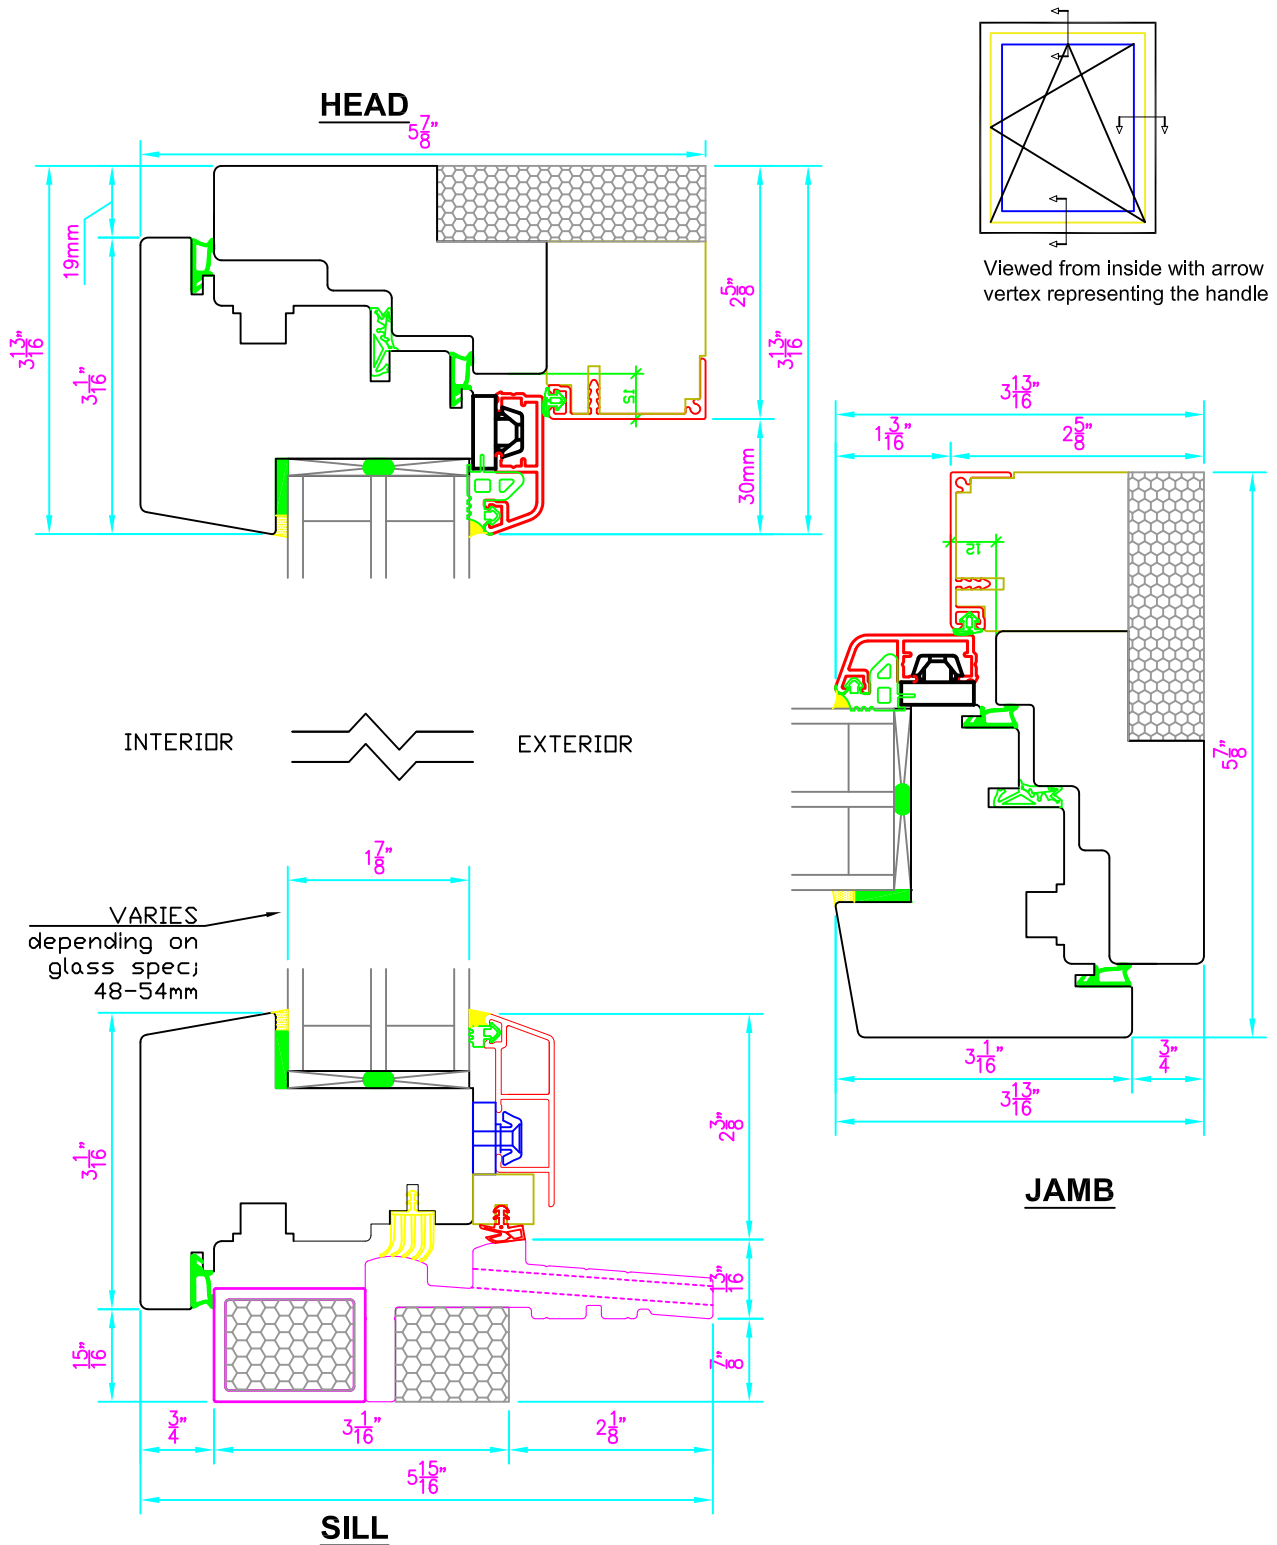 HEAD
5 7/8"
19mm
3 13/16"
3 1/16"
2 5/8"
3 13/16"
15
30mm
Viewed from inside with arrow
vertex representing the handle
3 13/16"
1 3/16"
2 5/8"
15
5 7/8"
3 1/16"
3/4"
3 13/16"
JAMB
INTERIOR
EXTERIOR
1 7/8"
VARIES
depending on
glass spec;
48-54mm
3 1/16"
15/16"
2 3/8"
13/16"
7/8"
3/4"
3 1/16"
2 1/8"
5 15/16"
SILL